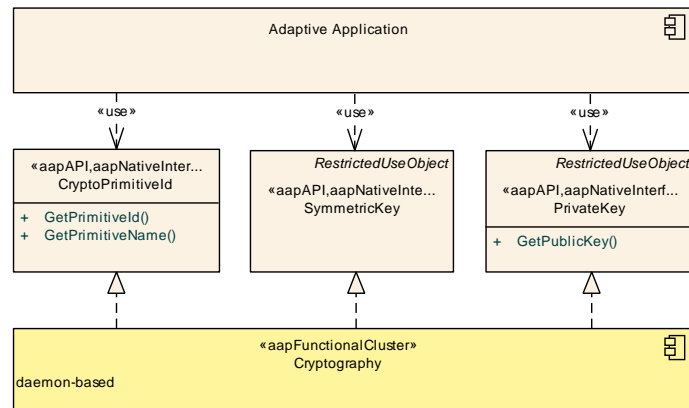 Adaptive Application
«use» «use» «use»
«aapAPI,aapNativeInter...
CryptoPrimitiveId
+ GetPrimitiveId()
+ GetPrimitiveName()
RestrictedUseObject
«aapAPI,aapNativeInte...
SymmetricKey
RestrictedUseObject
«aapAPI,aapNativeInterf...
PrivateKey
+ GetPublicKey()
«aapFunctionalCluster»
Cryptography
daemon-based